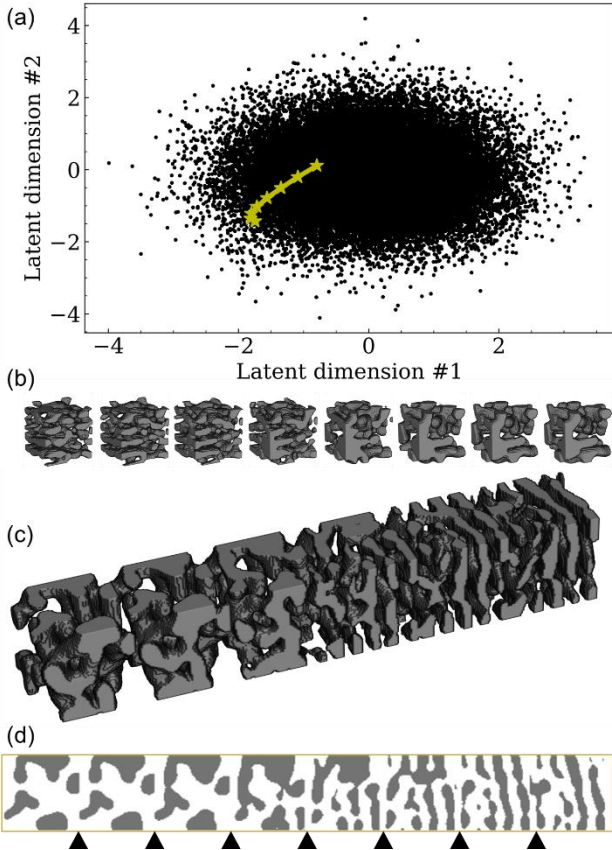 (a)
4
2
0
−2
−4
Latent dimension #2
−4 −2 0 2
Latent dimension #1
(b)
(c)
(d)